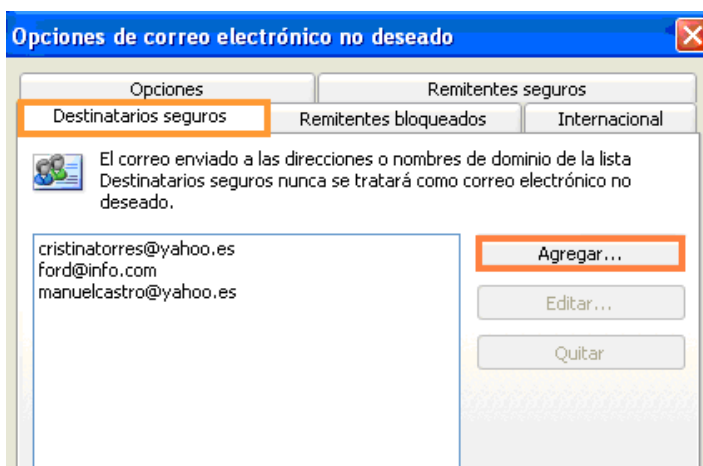 Opciones de correo electrónico no deseado
Opciones
Remitentes seguros
Destinatarios seguros
Remitentes bloqueados
Internacional
El correo enviado a las direcciones o nombres de dominio de la lista
Destinatarios seguros nunca se tratará como correo electrónico no
deseado.
cristinatorres@yahoo.es
ford@info.com
manuelcastro@yahoo.es
Agregar...
Editar...
Quitar